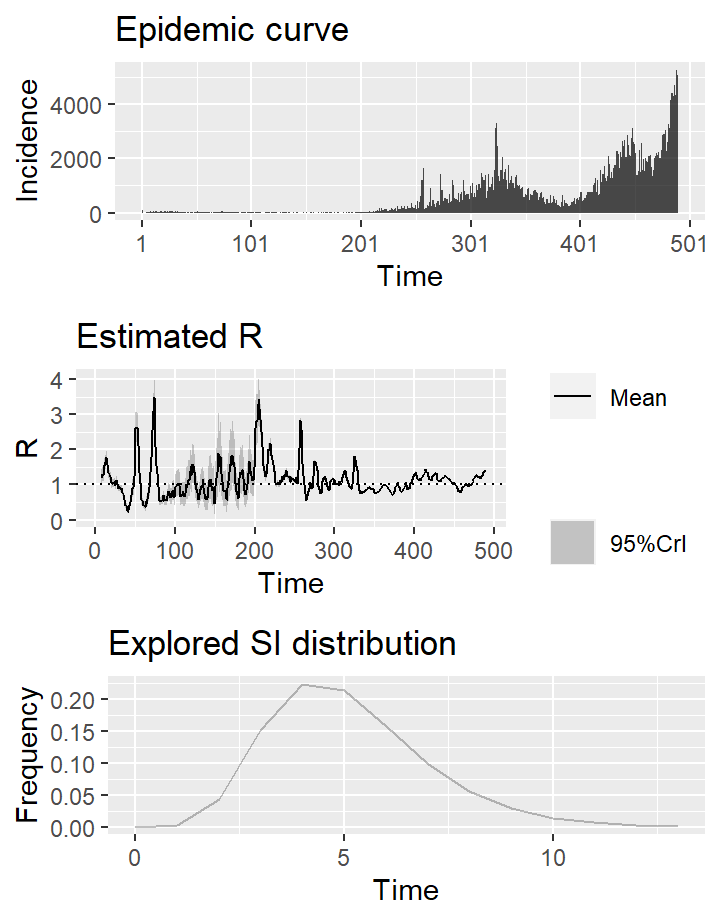 Epidemic curve
Incidence
4000
2000
0
1 101 201 301 401 501
Time
Estimated R
R
4
3
2
1
0
0 100 200 300 400 500
Time
Mean
95%CrI
Explored SI distribution
Frequency
0.20
0.15
0.10
0.05
0.00
0 5 10
Time